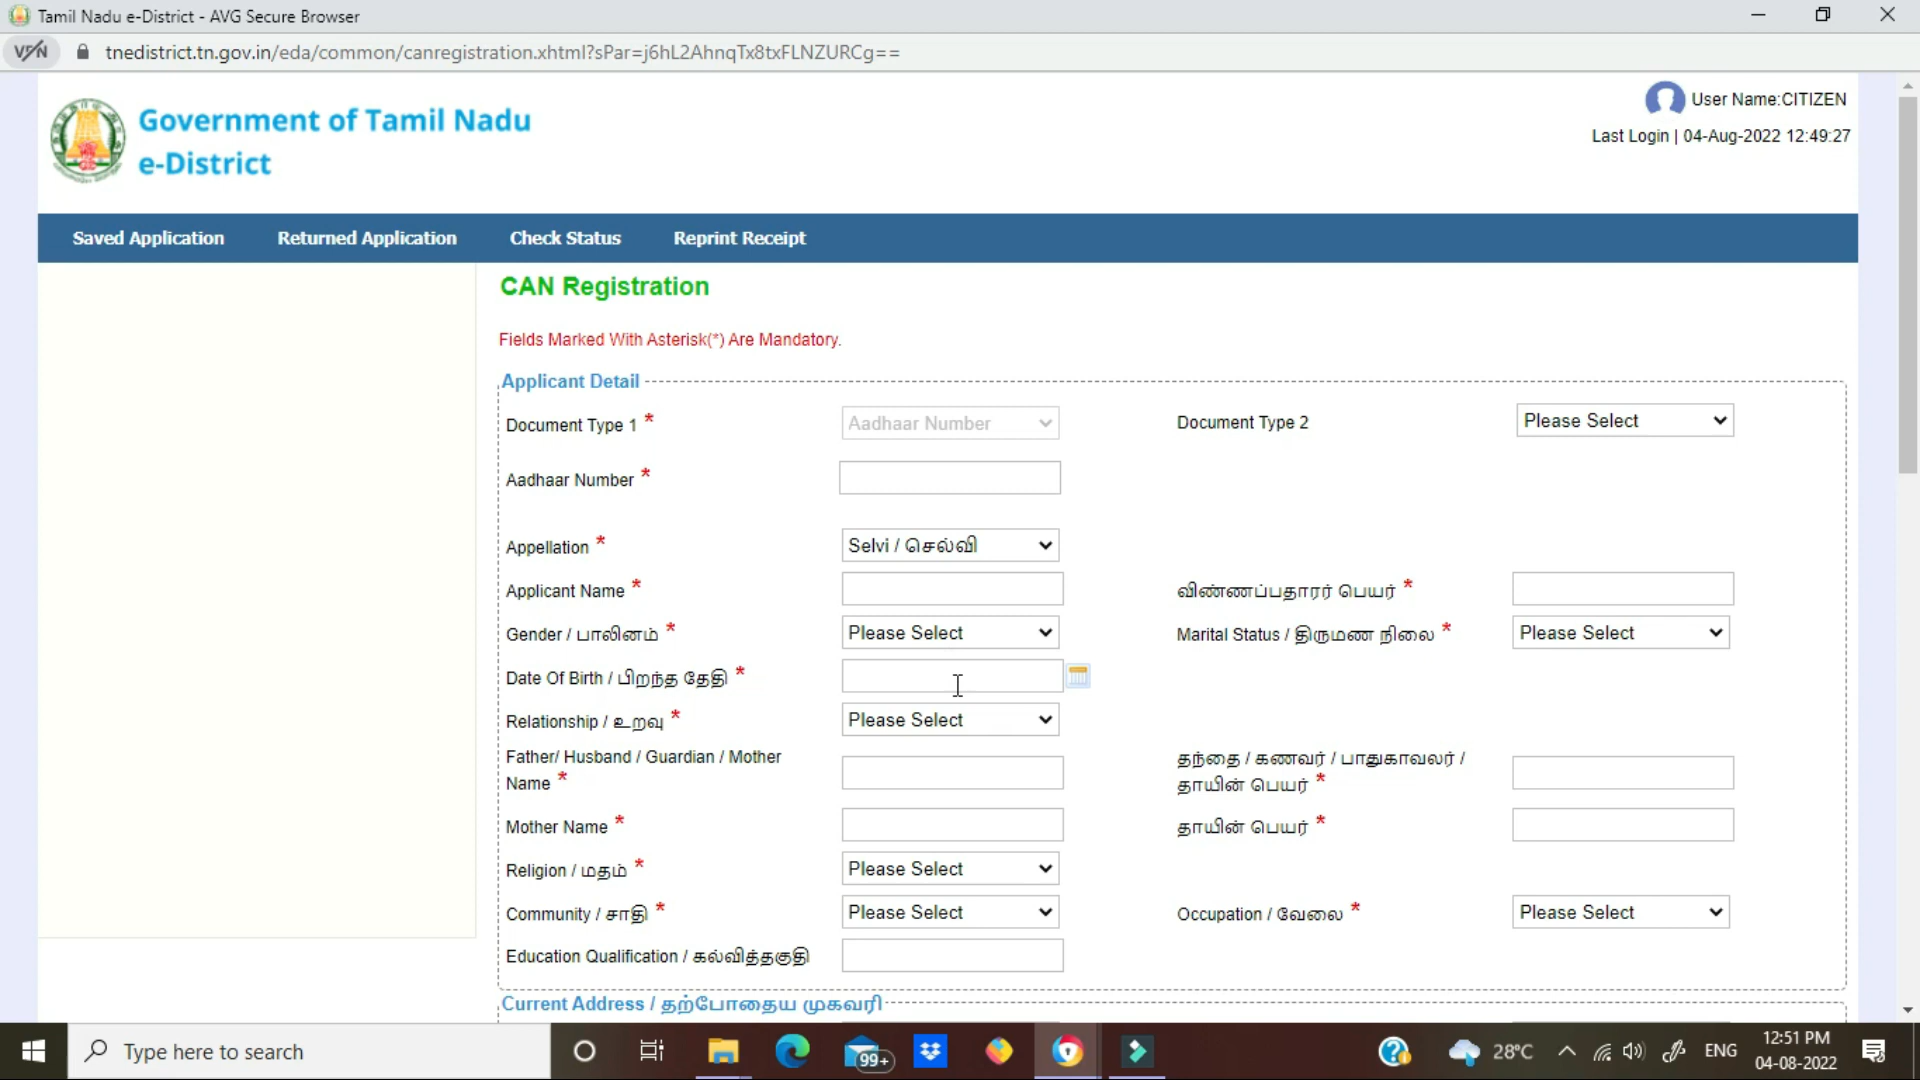 Tamil Nadu e-District - AVG Secure Browser
VPN tnedistrict.tn.gov.in/eda/common/canregistration.xhtml?sPar=j6hL2AhnqTx8txFLNZURCg==
Government of Tamil Nadu
e-District
User Name:CITIZEN
Last Login | 04-Aug-2022 12:49:27
Saved Application Returned Application Check Status Reprint Receipt
CAN Registration
Fields Marked With Asterisk(*) Are Mandatory.
Applicant Detail
Document Type 1 * Aadhaar Number Document Type 2 Please Select
Aadhaar Number *
Appellation * Selvi / செல்வி
Applicant Name * விண்ணப்பதாரர் பெயர் *
Gender / பாலினம் * Please Select Marital Status / திருமண நிலை * Please Select
Date Of Birth / பிறந்த தேதி *
Relationship / உறவு * Please Select
Father/ Husband / Guardian / Mother தந்தை / கணவர் / பாதுகாவலர் /
Name * தாயின் பெயர் *
Mother Name * தாயின் பெயர் *
Religion / மதம் * Please Select
Community / சாதி * Please Select Occupation / வேலை * Please Select
Education Qualification / கல்வித்தகுதி
Current Address / தற்போதைய முகவரி
Type here to search 99+ 28°C ENG 12:51 PM
04-08-2022